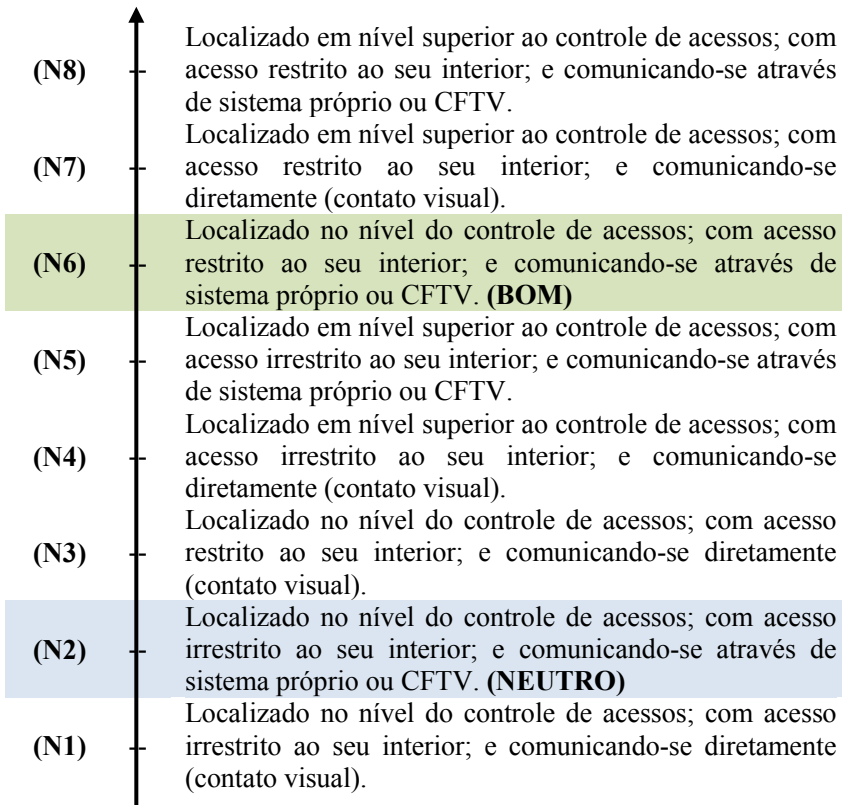 Localizado em nível superior ao controle de acessos; com
(N8) acesso restrito ao seu interior; e comunicando-se através
de sistema próprio ou CFTV.
Localizado em nível superior ao controle de acessos; com
(N7) acesso restrito ao seu interior; e comunicando-se
diretamente (contato visual).
Localizado no nível do controle de acessos; com acesso
(N6) restrito ao seu interior; e comunicando-se através de
sistema próprio ou CFTV. (BOM)
Localizado em nível superior ao controle de acessos; com
(N5) acesso irrestrito ao seu interior; e comunicando-se através
de sistema próprio ou CFTV.
Localizado em nível superior ao controle de acessos; com
(N4) acesso irrestrito ao seu interior; e comunicando-se
diretamente (contato visual).
Localizado no nível do controle de acessos; com acesso
(N3) restrito ao seu interior; e comunicando-se diretamente
(contato visual).
Localizado no nível do controle de acessos; com acesso
(N2) irrestrito ao seu interior; e comunicando-se através de
sistema próprio ou CFTV. (NEUTRO)
Localizado no nível do controle de acessos; com acesso
(N1) irrestrito ao seu interior; e comunicando-se diretamente
(contato visual).